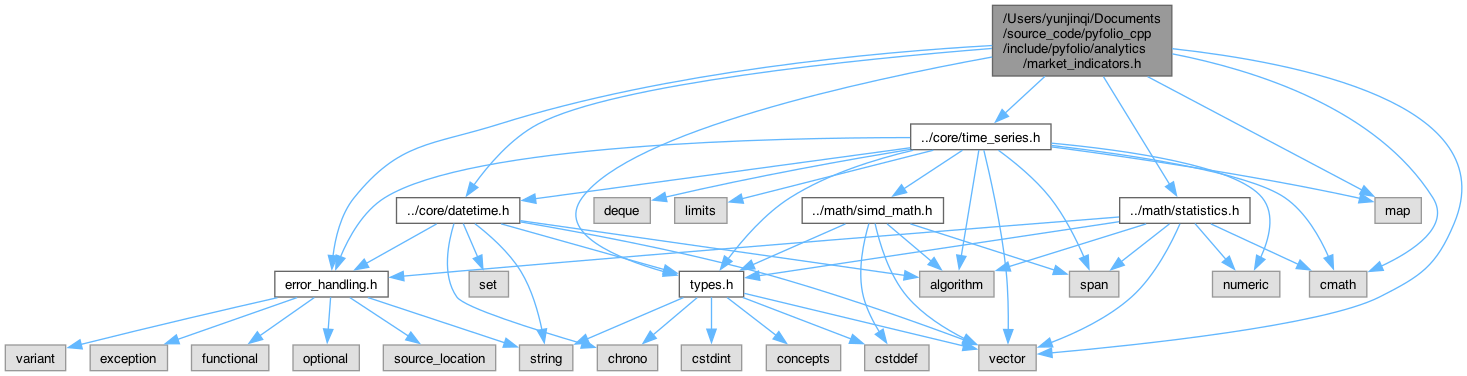 /Users/yunjinqi/Documents
/source_code/pyfolio_cpp
/include/pyfolio/analytics
/market_indicators.h
../core/time_series.h
../core/datetime.h
deque
limits
../math/simd_math.h
../math/statistics.h
map
error_handling.h
set
types.h
algorithm
span
numeric
cmath
variant
exception
functional
optional
source_location
string
chrono
cstdint
concepts
cstddef
vector